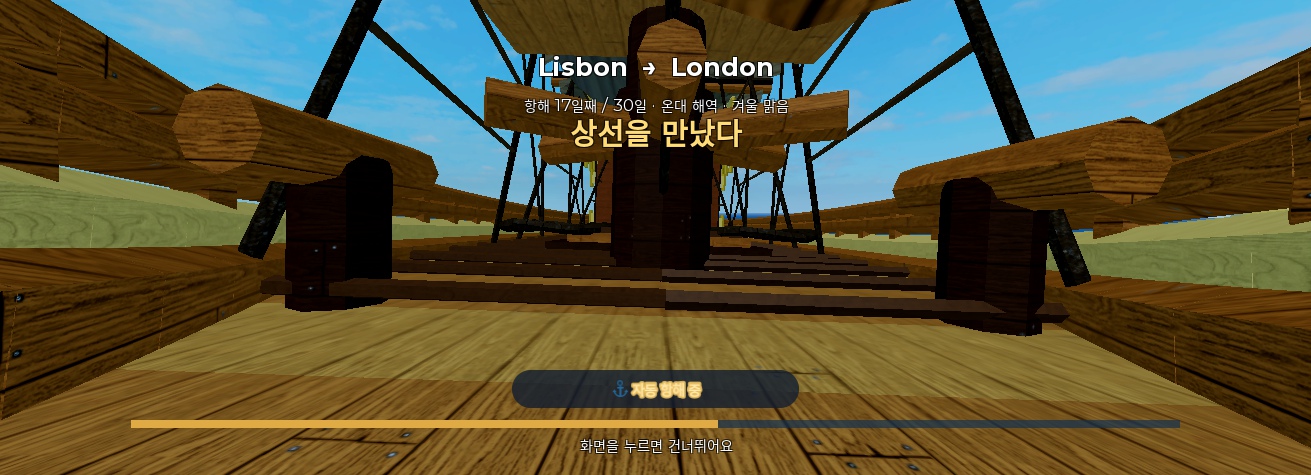 Lisbon → London
항해 17일째 / 30일 · 온대 해역 · 겨울 맑음
상선을 만났다
⚓ 자동 항해 중
화면을 누르면 건너뛰어요